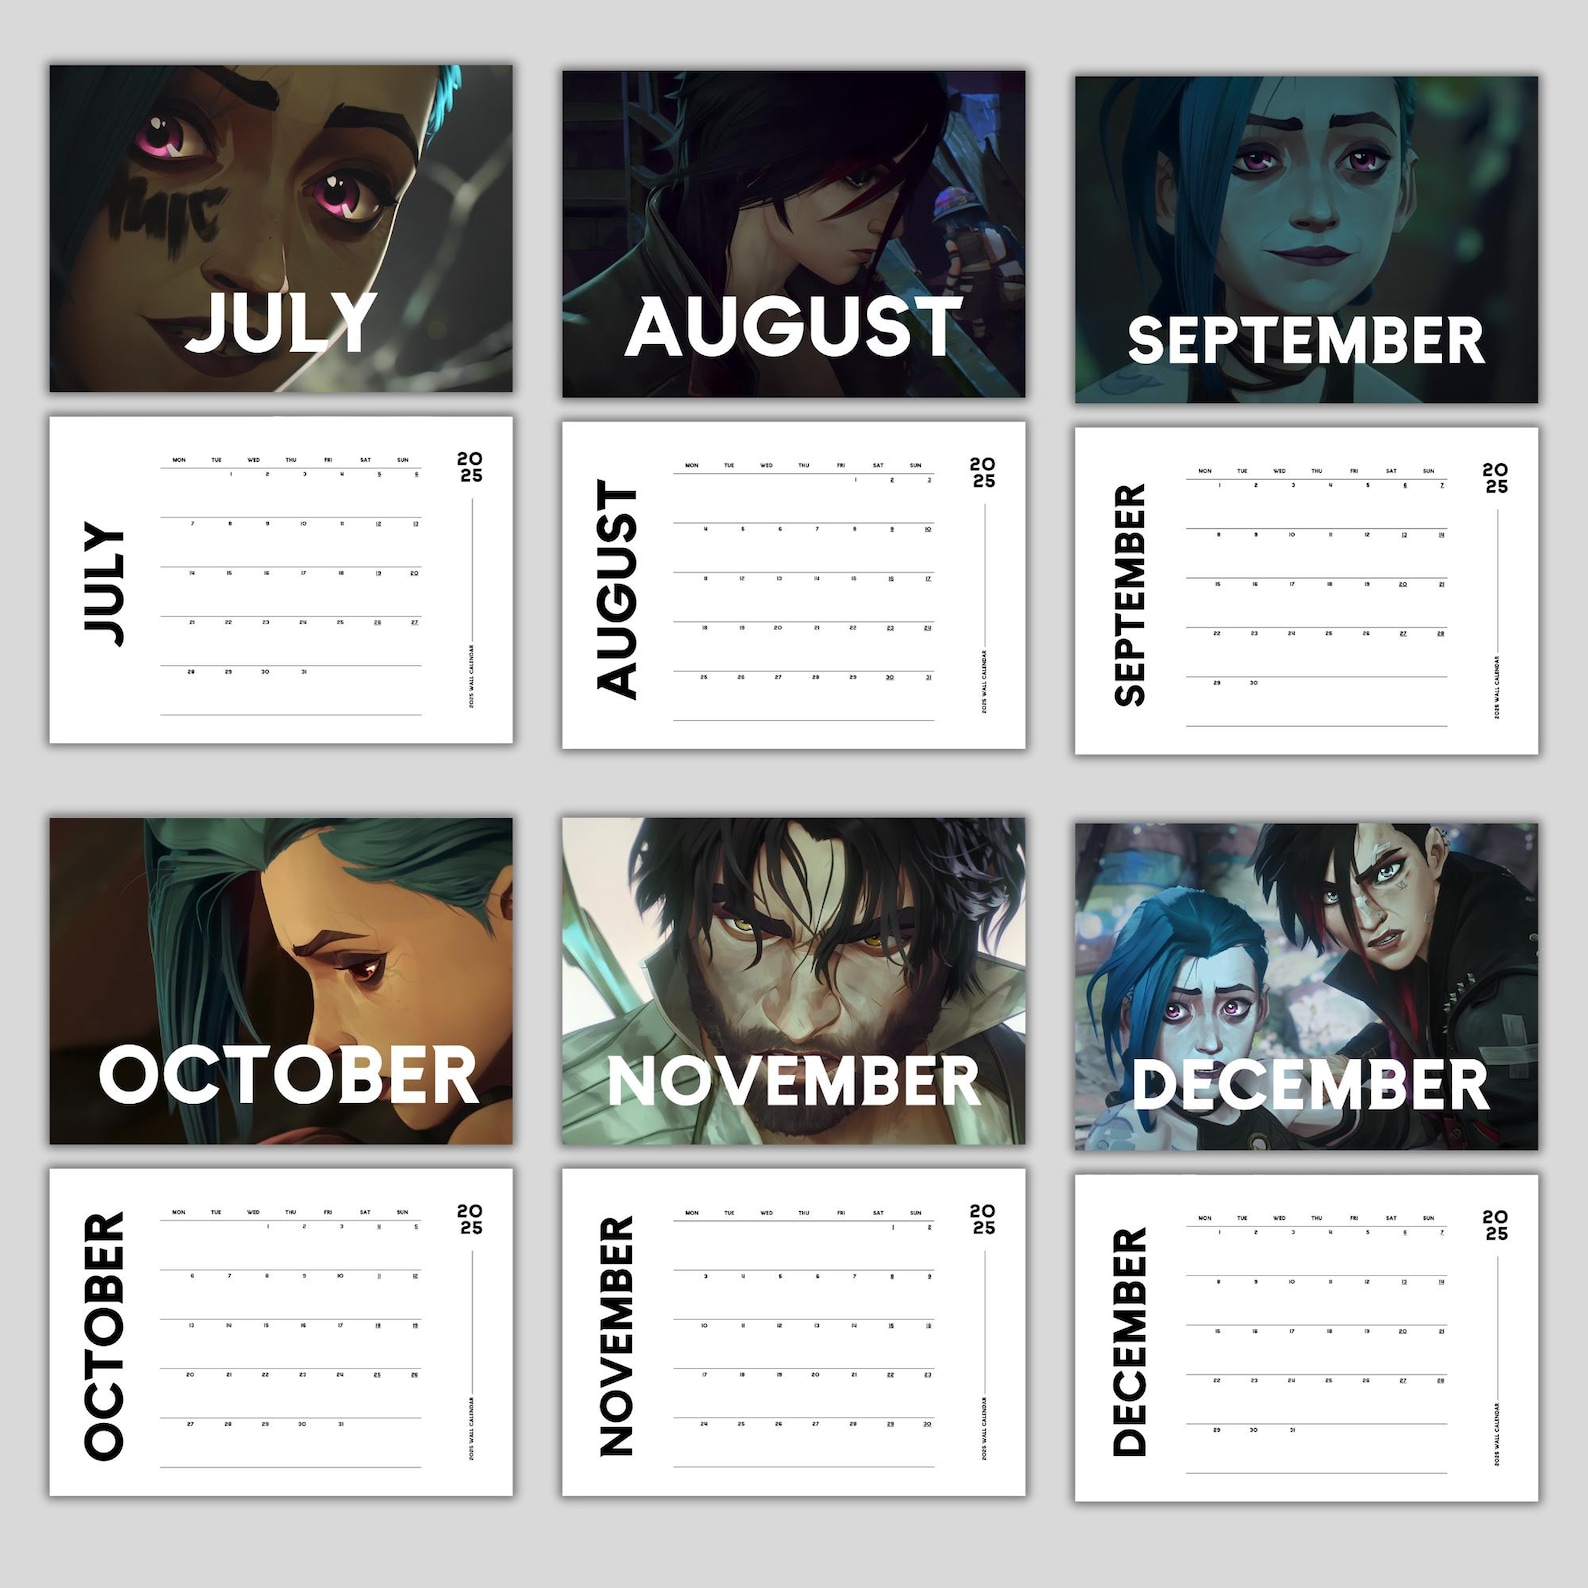 JULY
AUGUST
SEPTEMBER
JULY
MON TUE WED THU FRI SAT SUN
1 2 3 4 5 6
7 8 9 10 11 12 13
14 15 16 17 18 19 20
21 22 23 24 25 26 27
28 29 30 31
20
25
2025 WALL CALENDAR
AUGUST
MON TUE WED THU FRI SAT SUN
1 2 3
4 5 6 7 8 9 10
11 12 13 14 15 16 17
18 19 20 21 22 23 24
25 26 27 28 29 30 31
20
25
2025 WALL CALENDAR
SEPTEMBER
MON TUE WED THU FRI SAT SUN
1 2 3 4 5 6 7
8 9 10 11 12 13 14
15 16 17 18 19 20 21
22 23 24 25 26 27 28
29 30
20
25
2025 WALL CALENDAR
OCTOBER
NOVEMBER
DECEMBER
OCTOBER
MON TUE WED THU FRI SAT SUN
1 2 3 4 5
6 7 8 9 10 11 12
13 14 15 16 17 18 19
20 21 22 23 24 25 26
27 28 29 30 31
20
25
2025 WALL CALENDAR
NOVEMBER
MON TUE WED THU FRI SAT SUN
1 2
3 4 5 6 7 8 9
10 11 12 13 14 15 16
17 18 19 20 21 22 23
24 25 26 27 28 29 30
20
25
2025 WALL CALENDAR
DECEMBER
MON TUE WED THU FRI SAT SUN
1 2 3 4 5 6 7
8 9 10 11 12 13 14
15 16 17 18 19 20 21
22 23 24 25 26 27 28
29 30 31
20
25
2025 WALL CALENDAR